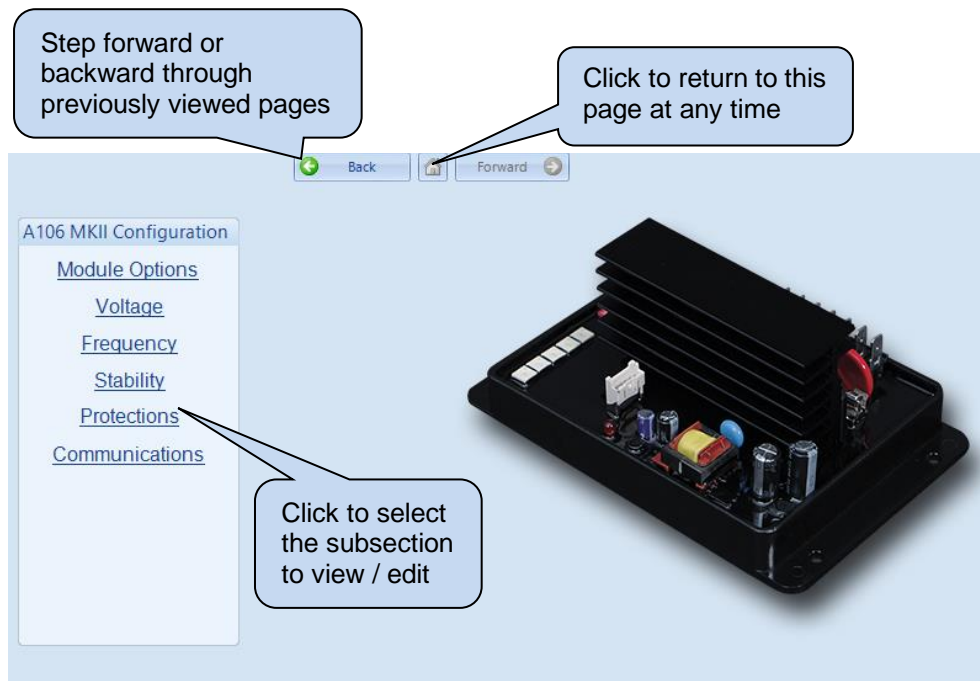 Step forward or
backward through
previously viewed pages
Click to return to this
page at any time
Back
Forward
A106 MKII Configuration
Module Options
Voltage
Frequency
Stability
Protections
Communications
Click to select
the subsection
to view / edit